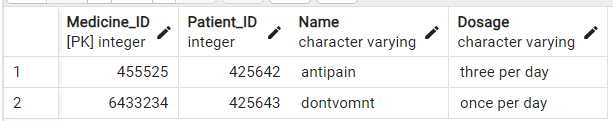 Medicine_ID Patient_ID Name Dosage
[PK] integer integer character varying character varying
1 455525 425642 antipain three per day
2 6433234 425643 dontvomnt once per day